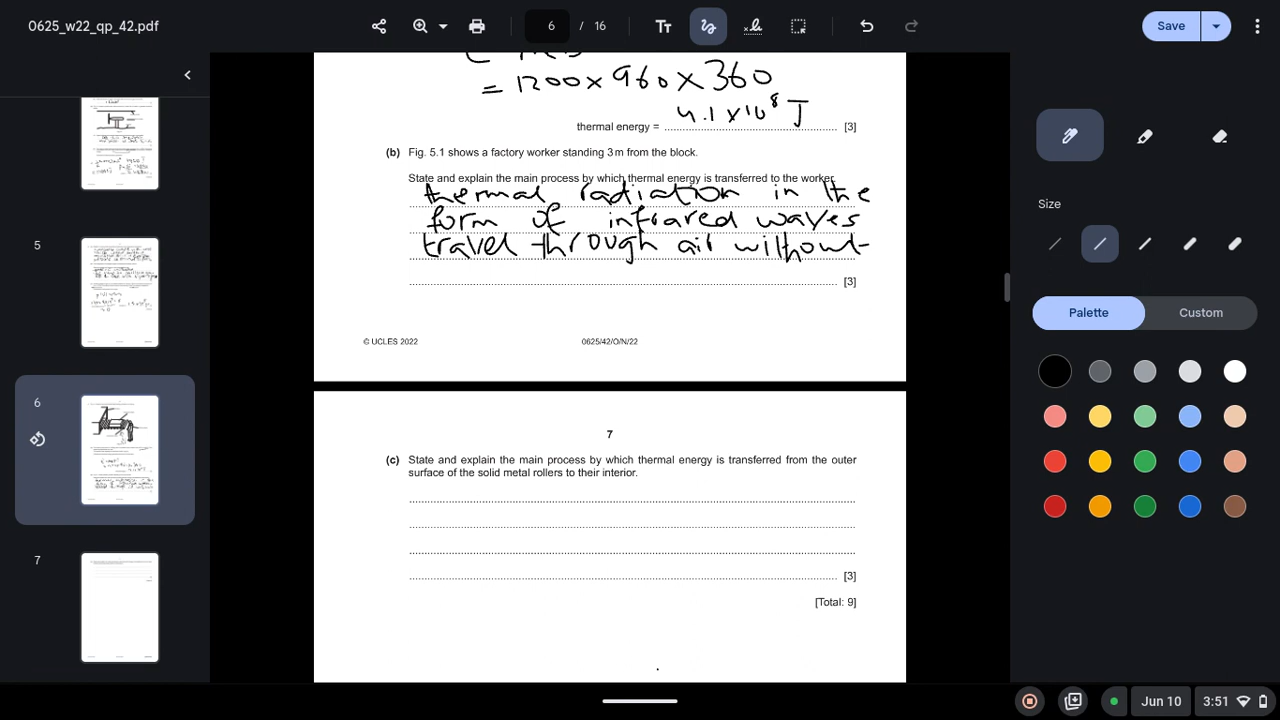 0625_w22_qp_42.pdf
6 / 16
Save
= 1200 x 960 x 360
4.1 x 10^8 J
thermal energy = [3]
(b) Fig. 5.1 shows a factory worker standing 3 m from the block.
State and explain the main process by which thermal energy is transferred to the worker.
thermal radiation in the
form of infrared waves
travel through air without
[3]
© UCLES 2022 0625/42/O/N/22
7
(c) State and explain the main process by which thermal energy is transferred from the outer
surface of the solid metal rollers to their interior.
[3]
[Total: 9]
5
6
7
Size
Palette Custom
Jun 10 3:51